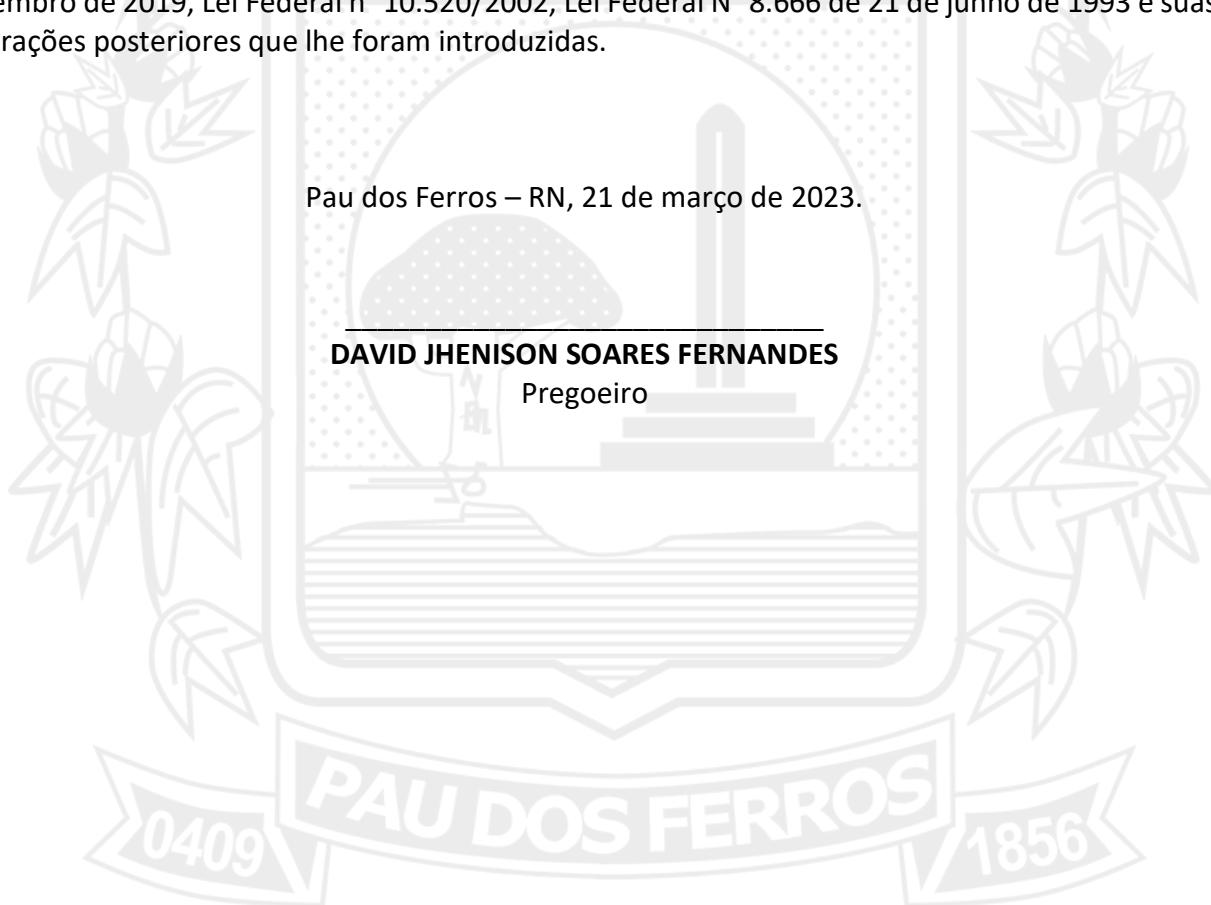 embro de 2019, Lei Federal nº 10.520/2002, Lei Federal Nº 8.666 de 21 de junho de 1993 e suas
rações posteriores que lhe foram introduzidas.
Pau dos Ferros – RN, 21 de março de 2023.
DAVID JHENISON SOARES FERNANDES
Pregoeiro
PAU DOS FERROS
0409
1856